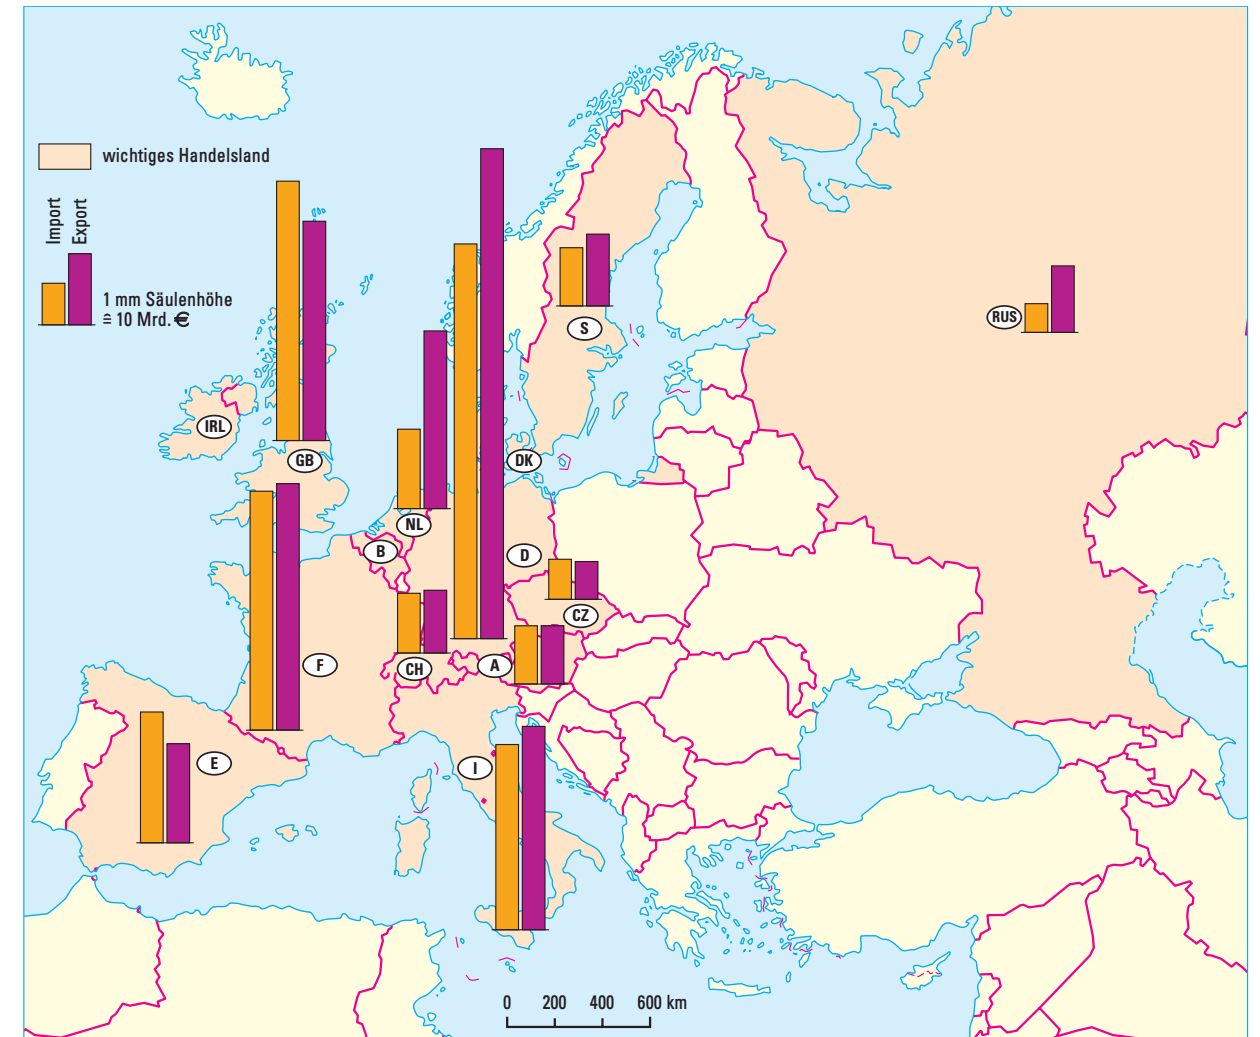 wichtiges Handelsland
Import
Export
1 mm Säulenhöhe
≙ 10 Mrd. €
S
RUS
IRL
GB
DK
NL
B
D
CZ
F
CH
A
E
I
0 200 400 600 km